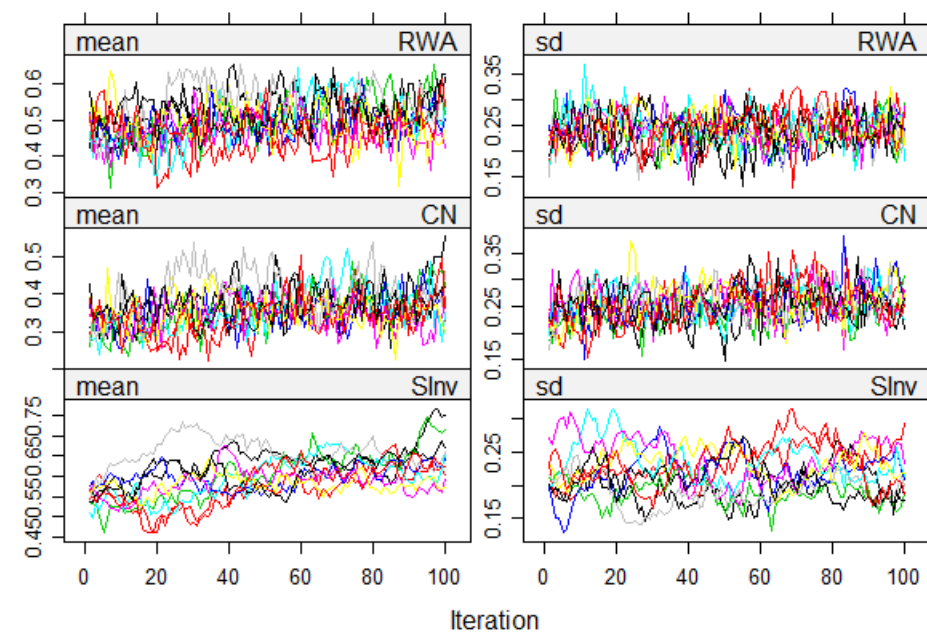 mean RWA sd RWA
0.3 0.4 0.5 0.6
0.15 0.25 0.35
mean CN sd CN
0.3 0.4 0.5
0.15 0.25 0.35
mean SInv sd SInv
0.450.550.650.75
0.15 0.25
0 20 40 60 80 100 0 20 40 60 80 100
Iteration